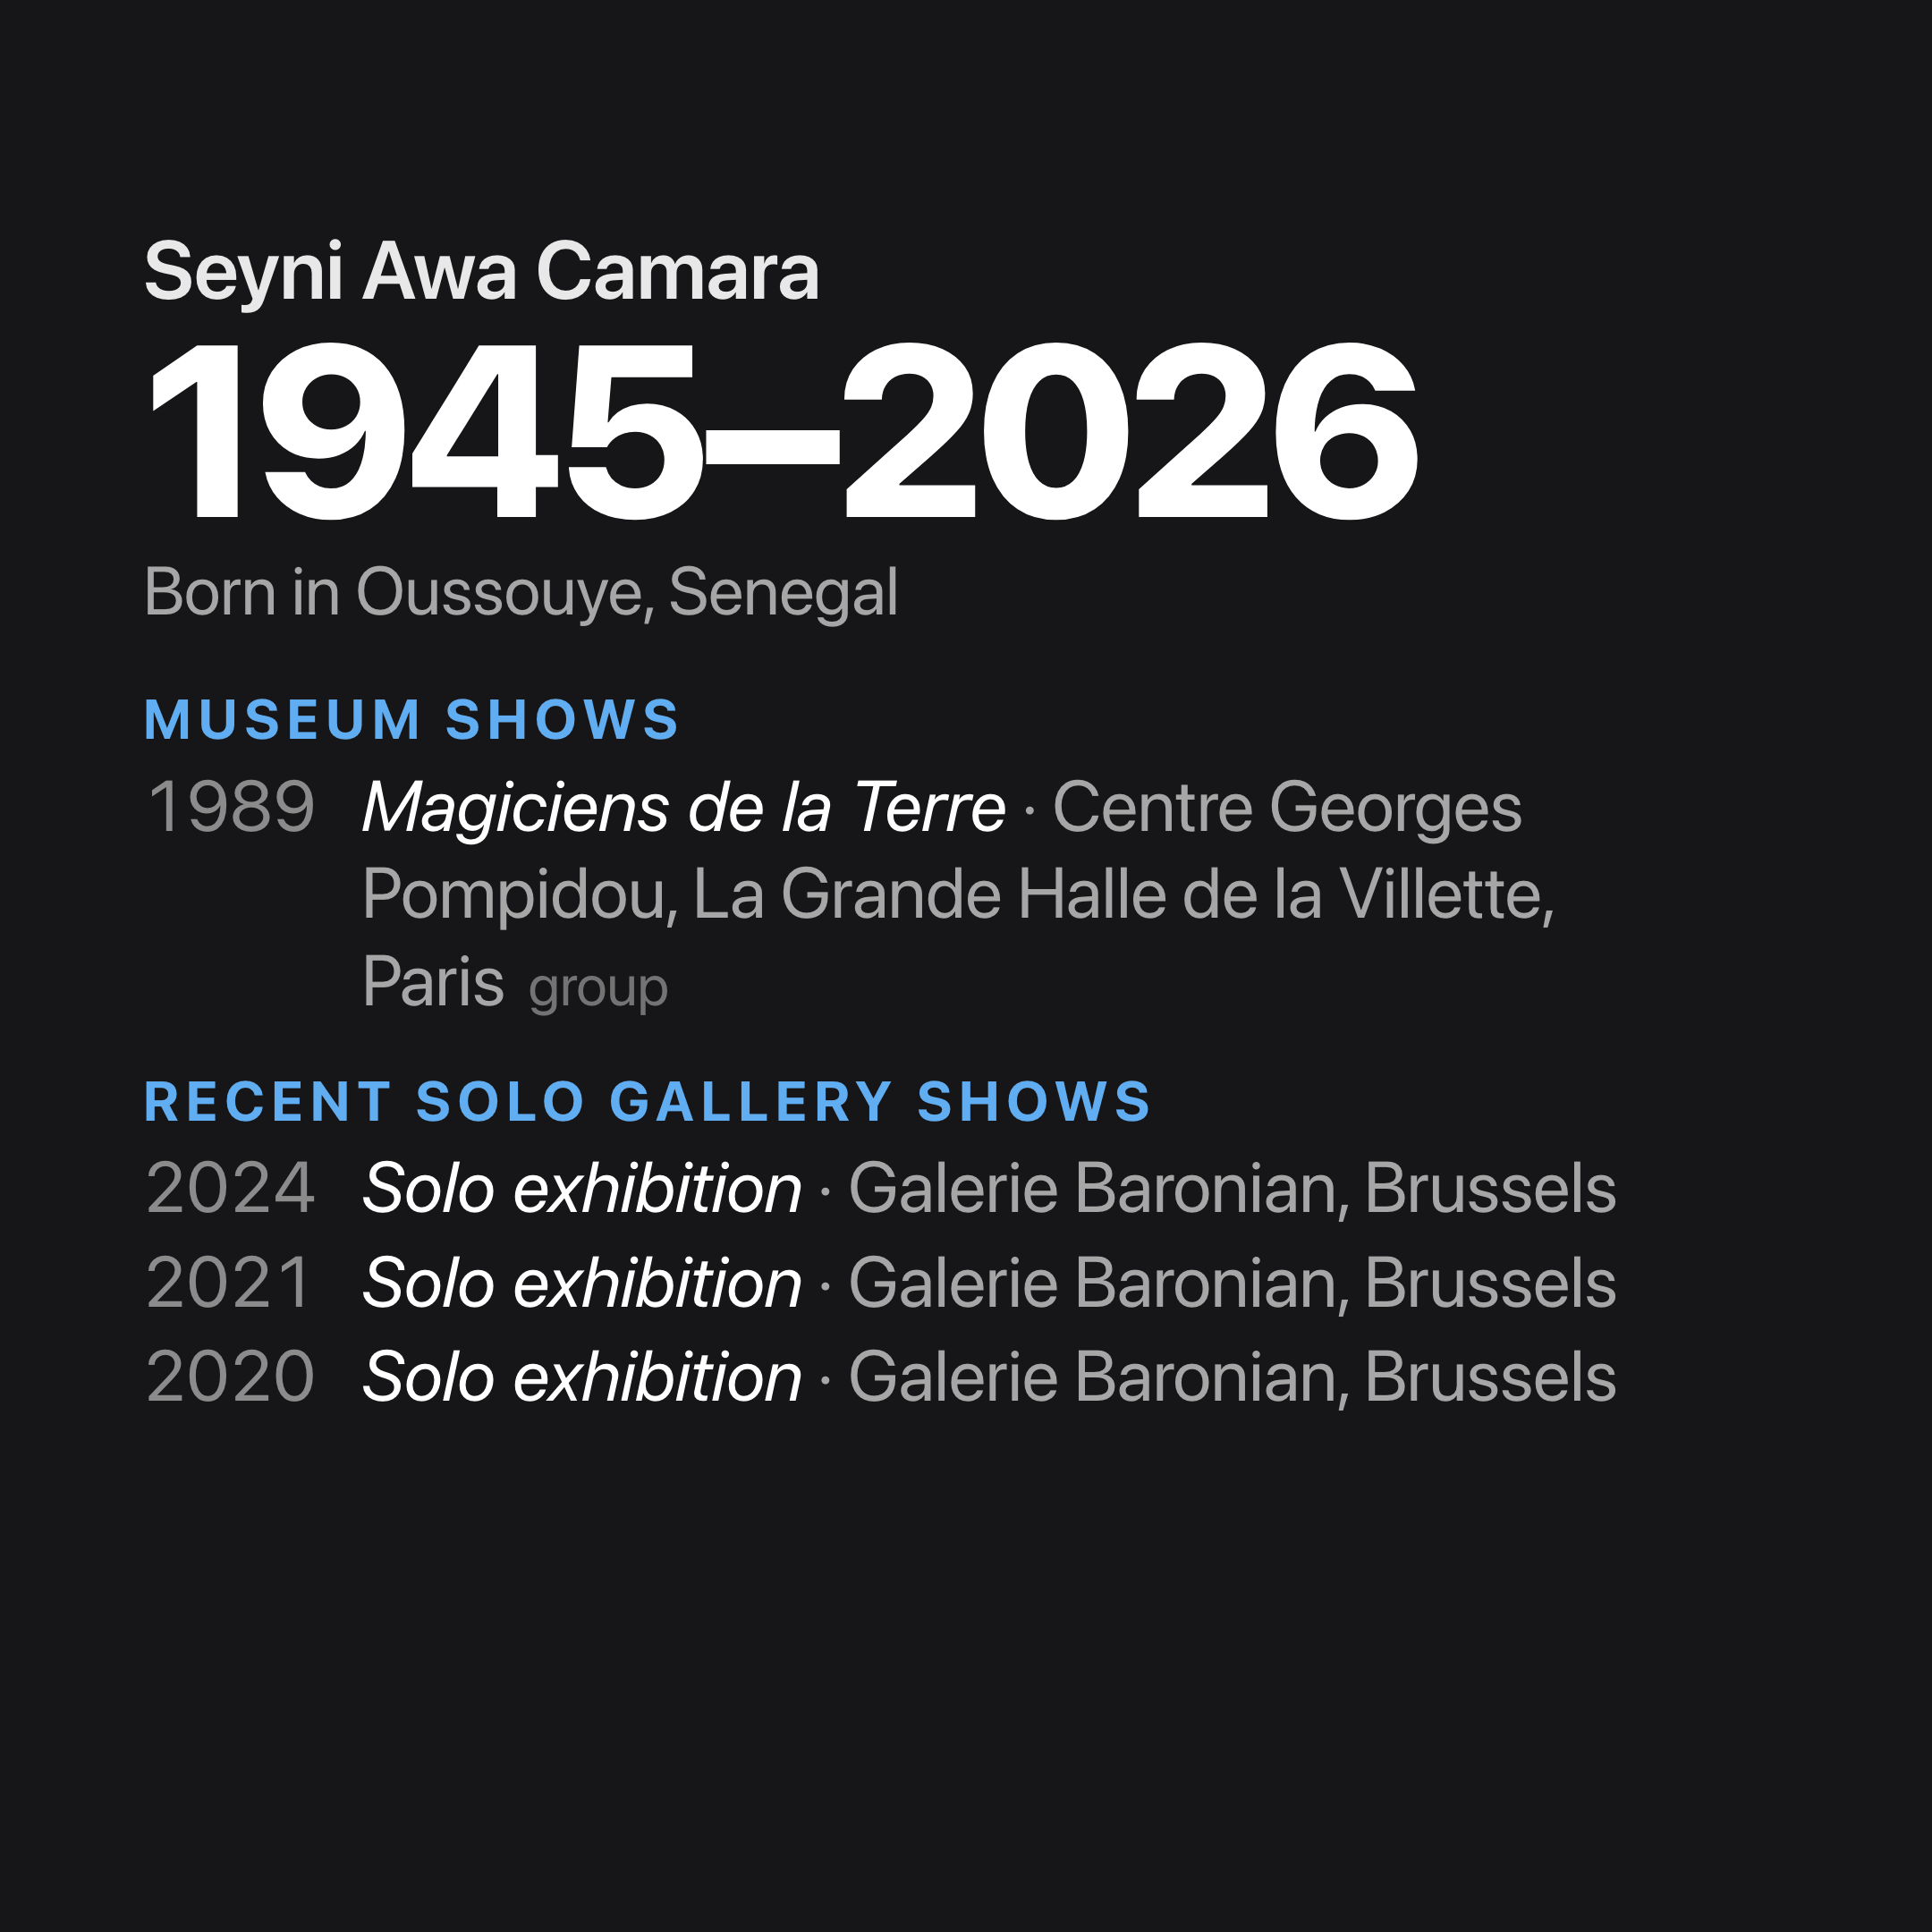 Seyni Awa Camara
1945–2026
Born in Oussouye, Senegal
MUSEUM SHOWS
1989 Magiciens de la Terre · Centre Georges
Pompidou, La Grande Halle de la Villette,
Paris group
RECENT SOLO GALLERY SHOWS
2024 Solo exhibition · Galerie Baronian, Brussels
2021 Solo exhibition · Galerie Baronian, Brussels
2020 Solo exhibition · Galerie Baronian, Brussels